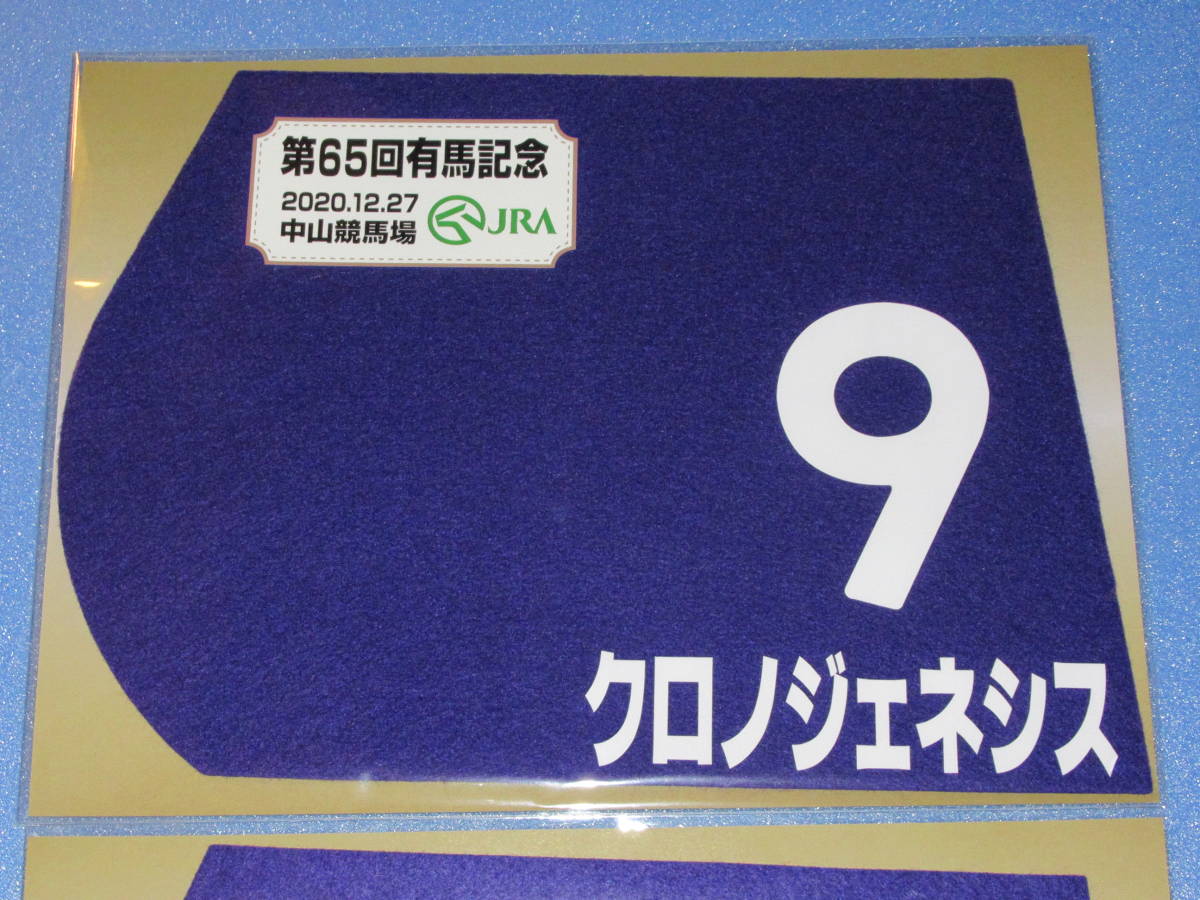 第65回有馬記念
2020.12.27
中山競馬場
JRA
9
クロノジェネシス